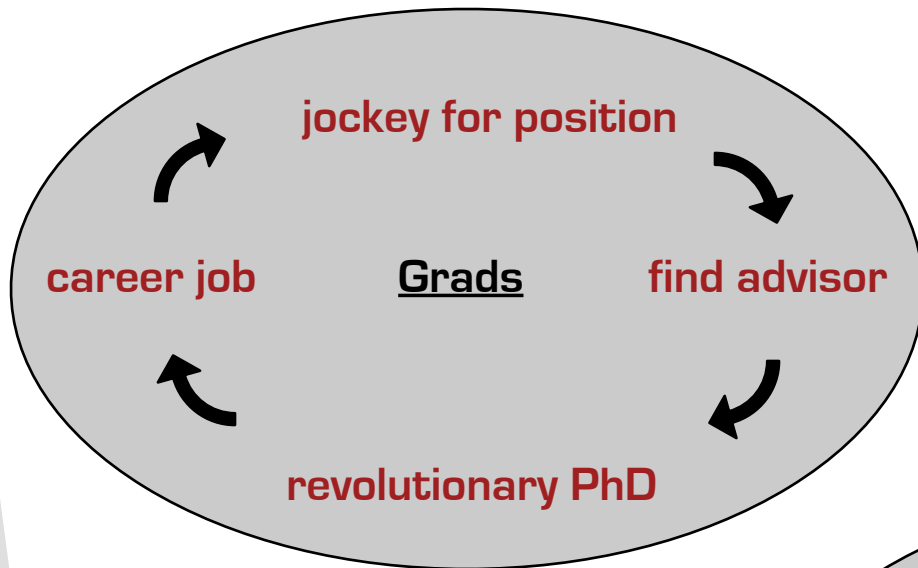 jockey for position
career job
Grads
find advisor
revolutionary PhD